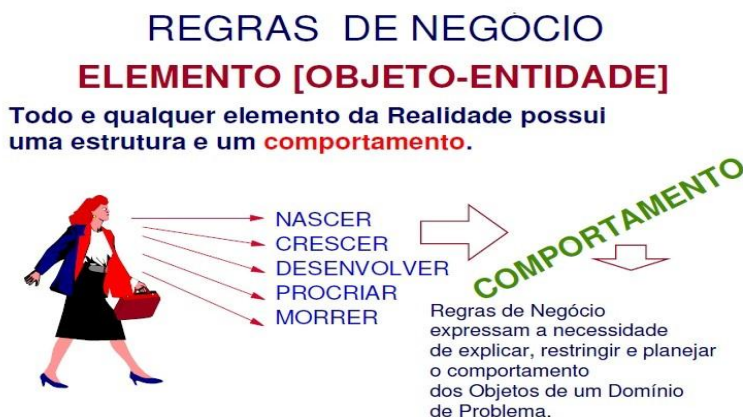 REGRAS DE NEGÓCIO
ELEMENTO [OBJETO-ENTIDADE]
Todo e qualquer elemento da Realidade possui
uma estrutura e um comportamento.
NASCER
CRESCER
DESENVOLVER
PROCRIAR
MORRER
COMPORTAMENTO
Regras de Negócio
expressam a necessidade
de explicar, restringir e planejar
o comportamento
dos Objetos de um Domínio
de Problema.